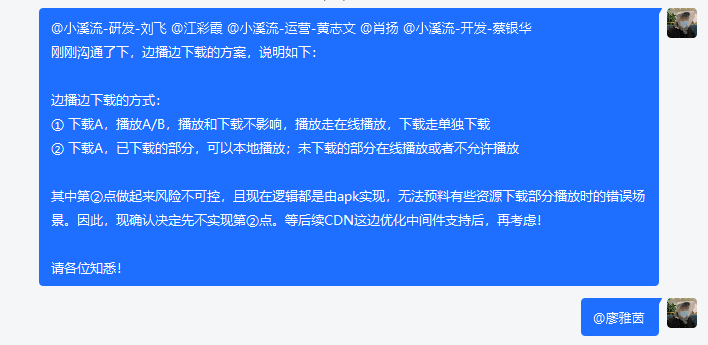 @小溪流-研发-刘飞 @江彩霞 @小溪流-运营-黄志文 @肖扬 @小溪流-开发-蔡银华
刚刚沟通了下，边播边下载的方案，说明如下：
边播边下载的方式：
① 下载A，播放A/B，播放和下载不影响，播放走在线播放，下载走单独下载
② 下载A，已下载的部分，可以本地播放；未下载的部分在线播放或者不允许播放
其中第②点做起来风险不可控，且现在逻辑都是由apk实现，无法预料有些资源下载部分播放时的错误场
景。因此，现确认决定先不实现第②点。等后续CDN这边优化中间件支持后，再考虑！
请各位知悉！
@廖雅茵